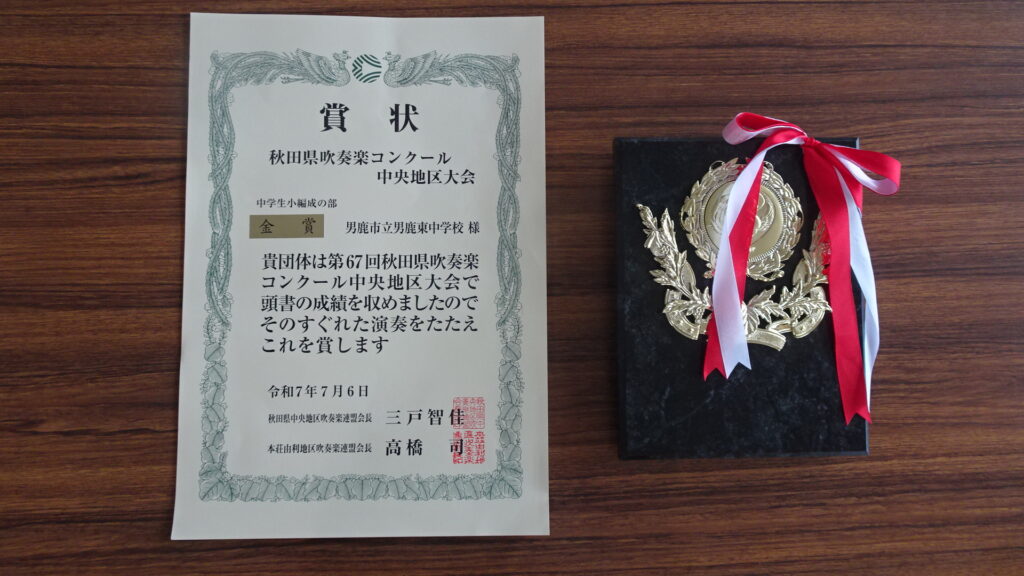 賞状
秋田県吹奏楽コンクール
中央地区大会
中学生小編成の部
金賞 男鹿市立男鹿東中学校 様
貴団体は第67回秋田県吹奏楽
コンクール中央地区大会で
頭書の成績を収めましたので
そのすぐれた演奏をたたえ
これを賞します
令和7年7月6日
秋田県中央地区吹奏楽連盟会長 三戸智佳
本荘由利地区吹奏楽連盟会長 高橋 司